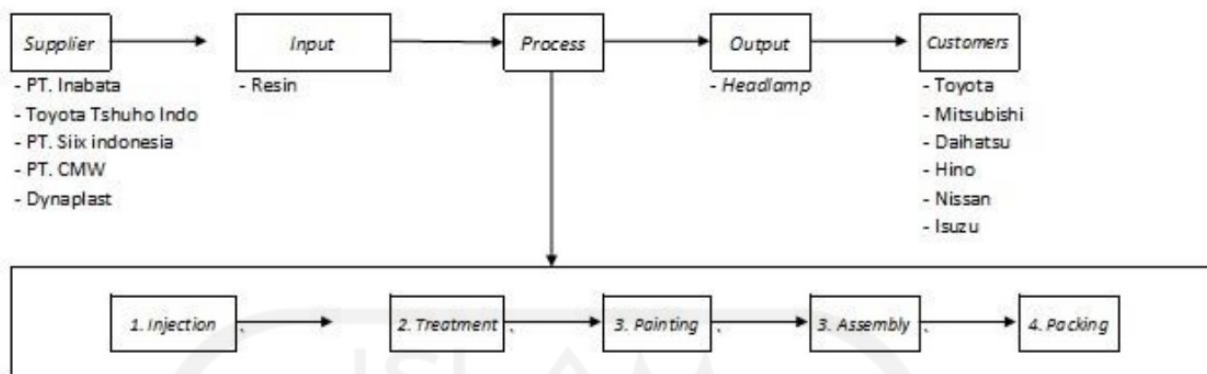 Supplier
Input
Process
Output
Customers
- PT. Inabata
- Toyota Tshuho Indo
- PT. Siix indonesia
- PT. CMW
- Dynaplast
- Resin
- Headlamp
- Toyota
- Mitsubishi
- Daihatsu
- Hino
- Nissan
- Isuzu
1. Injection
2. Treatment
3. Painting
3. Assembly
4. Packing
ISLAM